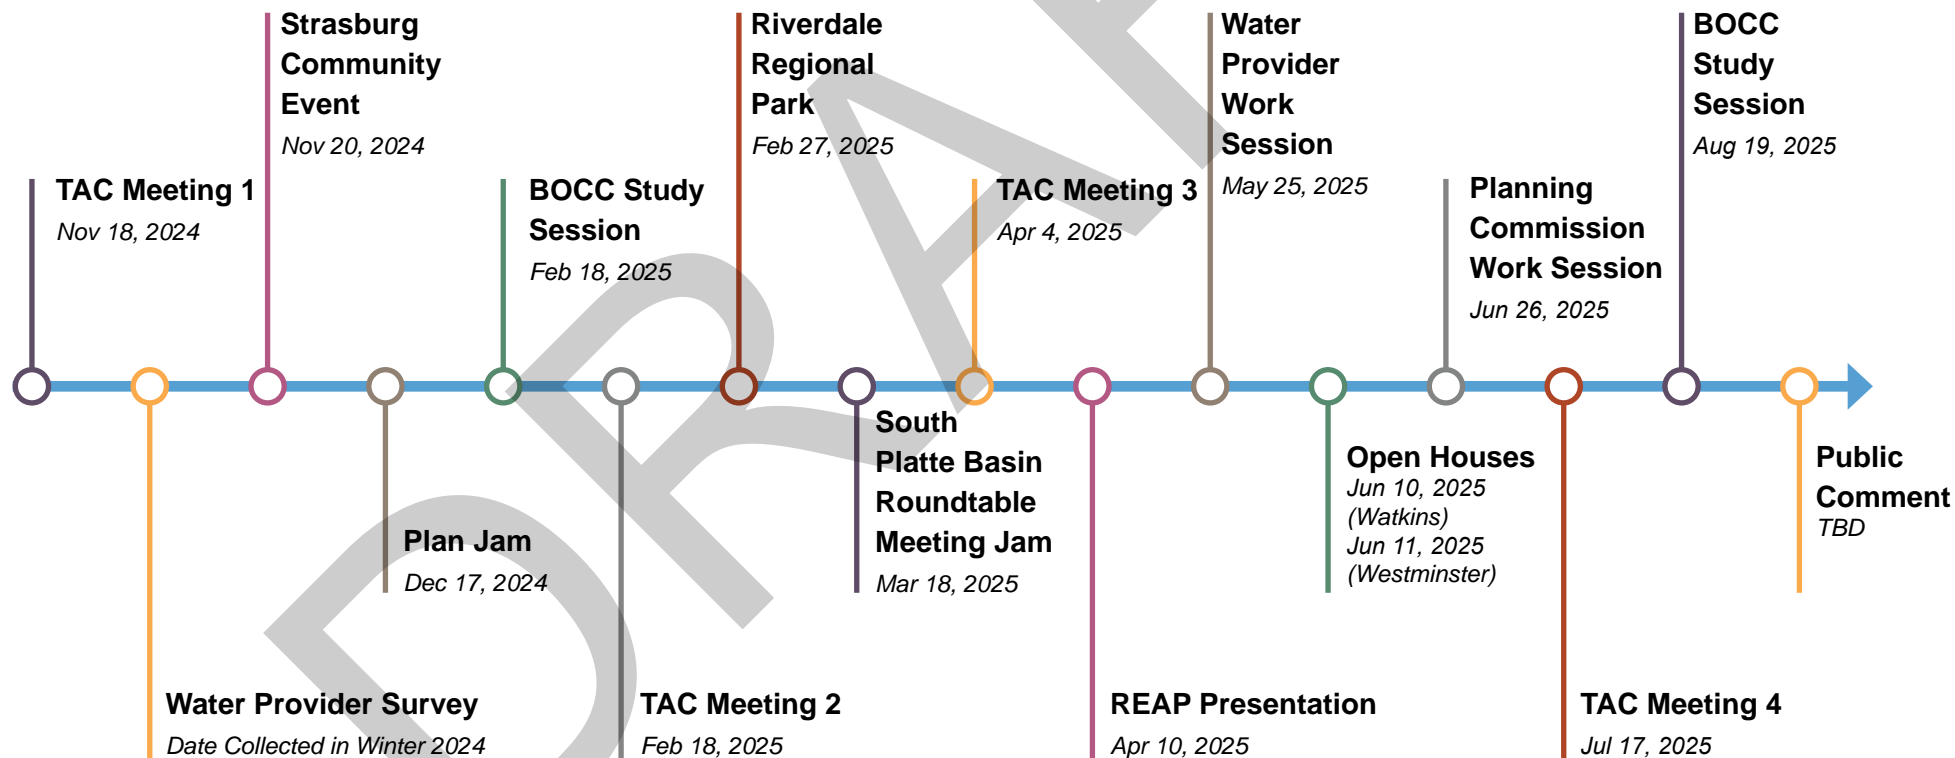 TAC Meeting 1
Nov 18, 2024
Water Provider Survey
Date Collected in Winter 2024
Strasburg
Community
Event
Nov 20, 2024
Plan Jam
Dec 17, 2024
BOCC Study
Session
Feb 18, 2025
TAC Meeting 2
Feb 18, 2025
Riverdale
Regional
Park
Feb 27, 2025
South
Platte Basin
Roundtable
Meeting Jam
Mar 18, 2025
TAC Meeting 3
Apr 4, 2025
REAP Presentation
Apr 10, 2025
Water
Provider
Work
Session
May 25, 2025
Open Houses
Jun 10, 2025
(Watkins)
Jun 11, 2025
(Westminster)
Planning
Commission
Work Session
Jun 26, 2025
TAC Meeting 4
Jul 17, 2025
BOCC
Study
Session
Aug 19, 2025
Public
Comment
TBD
DRAF